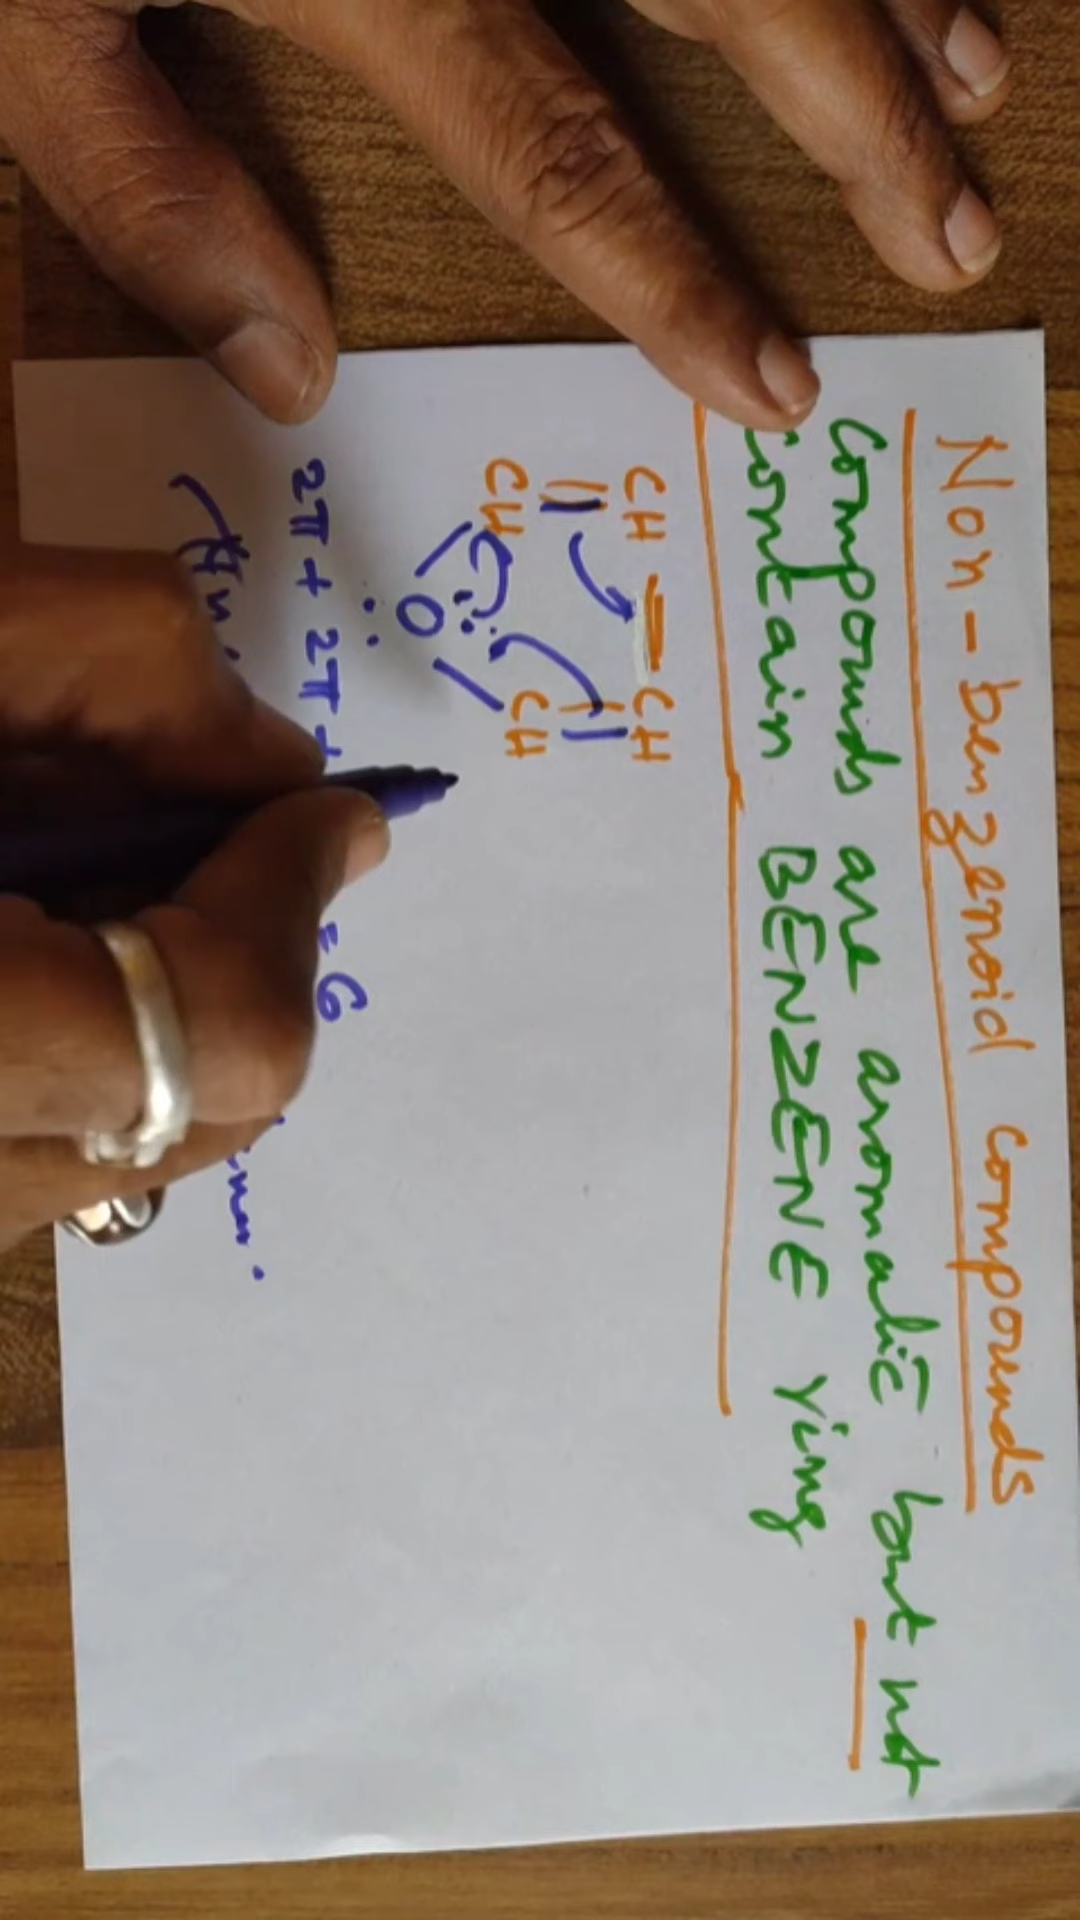 Non-benzenoid compounds
Compounds are aromatic but not
Contain BENZENE ring
CH CH
CH CH
O
2π + 2π + = 6